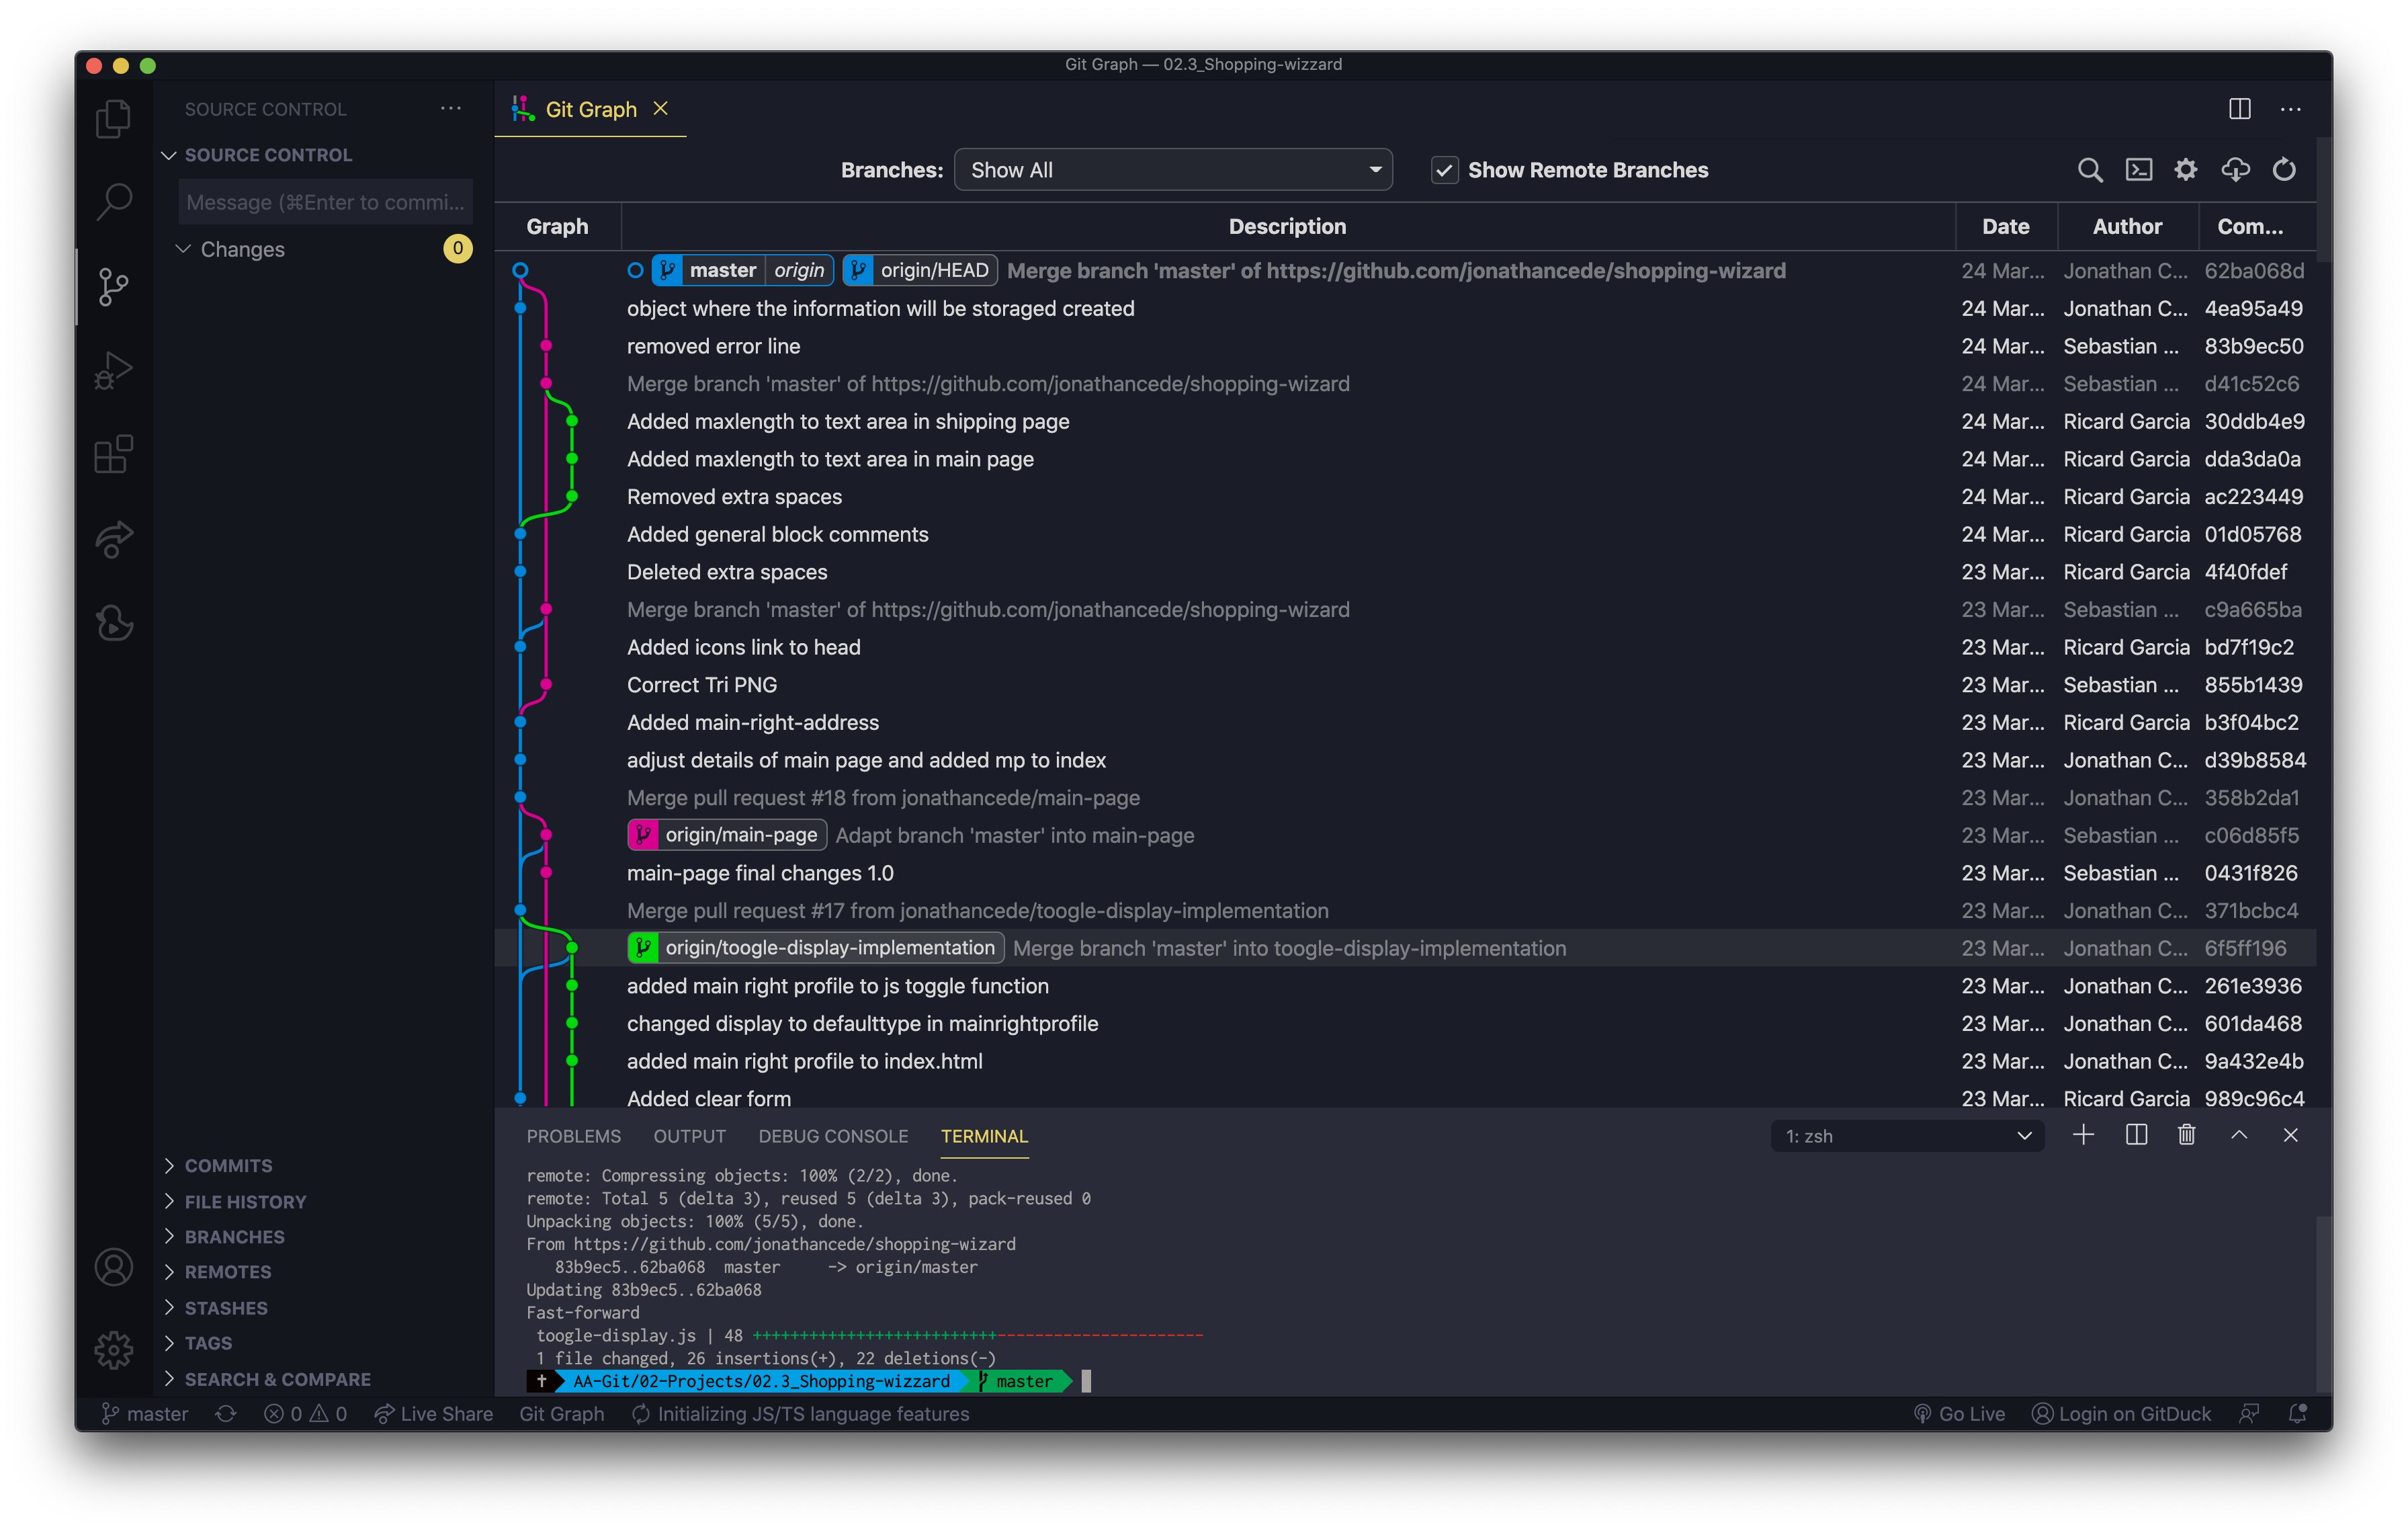 Git Graph — 02.3_Shopping-wizzard
SOURCE CONTROL
SOURCE CONTROL
Message (⌘Enter to commi...
Changes 0
Git Graph
Branches: Show All Show Remote Branches
Graph Description Date Author Com...
master origin origin/HEAD Merge branch 'master' of https://github.com/jonathancede/shopping-wizard 24 Mar... Jonathan C... 62ba068d
object where the information will be storaged created 24 Mar... Jonathan C... 4ea95a49
removed error line 24 Mar... Sebastian ... 83b9ec50
Merge branch 'master' of https://github.com/jonathancede/shopping-wizard 24 Mar... Sebastian ... d41c52c6
Added maxlength to text area in shipping page 24 Mar... Ricard Garcia 30ddb4e9
Added maxlength to text area in main page 24 Mar... Ricard Garcia dda3da0a
Removed extra spaces 24 Mar... Ricard Garcia ac223449
Added general block comments 24 Mar... Ricard Garcia 01d05768
Deleted extra spaces 23 Mar... Ricard Garcia 4f40fdef
Merge branch 'master' of https://github.com/jonathancede/shopping-wizard 23 Mar... Sebastian ... c9a665ba
Added icons link to head 23 Mar... Ricard Garcia bd7f19c2
Correct Tri PNG 23 Mar... Sebastian ... 855b1439
Added main-right-address 23 Mar... Ricard Garcia b3f04bc2
adjust details of main page and added mp to index 23 Mar... Jonathan C... d39b8584
Merge pull request #18 from jonathancede/main-page 23 Mar... Jonathan C... 358b2da1
origin/main-page Adapt branch 'master' into main-page 23 Mar... Sebastian ... c06d85f5
main-page final changes 1.0 23 Mar... Sebastian ... 0431f826
Merge pull request #17 from jonathancede/toogle-display-implementation 23 Mar... Jonathan C... 371bcbc4
origin/toogle-display-implementation Merge branch 'master' into toogle-display-implementation 23 Mar... Jonathan C... 6f5ff196
added main right profile to js toggle function 23 Mar... Jonathan C... 261e3936
changed display to defaulttype in mainrightprofile 23 Mar... Jonathan C... 601da468
added main right profile to index.html 23 Mar... Jonathan C... 9a432e4b
Added clear form 23 Mar... Ricard Garcia 989c96c4
COMMITS
FILE HISTORY
BRANCHES
REMOTES
STASHES
TAGS
SEARCH & COMPARE
PROBLEMS OUTPUT DEBUG CONSOLE TERMINAL 1: zsh
remote: Compressing objects: 100% (2/2), done.
remote: Total 5 (delta 3), reused 5 (delta 3), pack-reused 0
Unpacking objects: 100% (5/5), done.
From https://github.com/jonathancede/shopping-wizard
83b9ec5..62ba068 master -> origin/master
Updating 83b9ec5..62ba068
Fast-forward
toogle-display.js | 48 ++++++++++++++++++++++++++----------------------
1 file changed, 26 insertions(+), 22 deletions(-)
† AA-Git/02-Projects/02.3_Shopping-wizzard master
master 0 0 Live Share Git Graph Initializing JS/TS language features Go Live Login on GitDuck